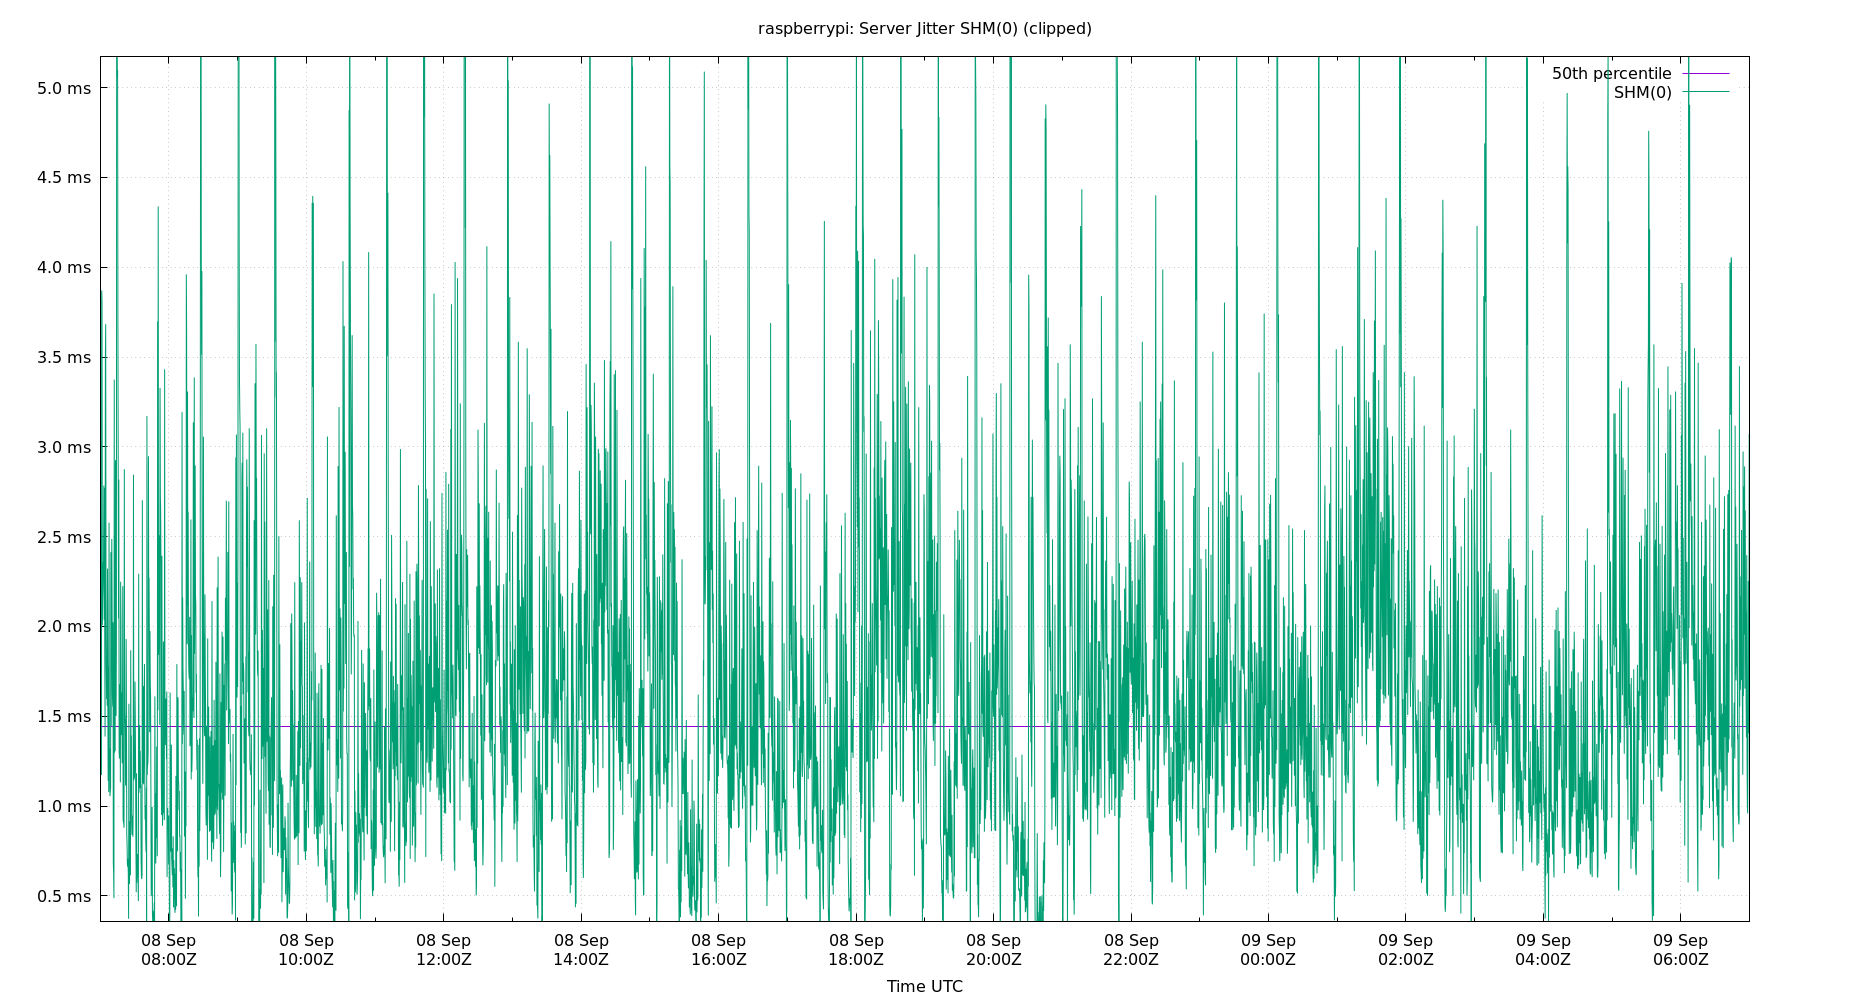 raspberrypi: Server Jitter SHM(0) (clipped)
50th percentile
SHM(0)
5.0 ms
4.5 ms
4.0 ms
3.5 ms
3.0 ms
2.5 ms
2.0 ms
1.5 ms
1.0 ms
0.5 ms
08 Sep 08 Sep 08 Sep 08 Sep 08 Sep 08 Sep 08 Sep 08 Sep 09 Sep 09 Sep 09 Sep 09 Sep
08:00Z 10:00Z 12:00Z 14:00Z 16:00Z 18:00Z 20:00Z 22:00Z 00:00Z 02:00Z 04:00Z 06:00Z
Time UTC